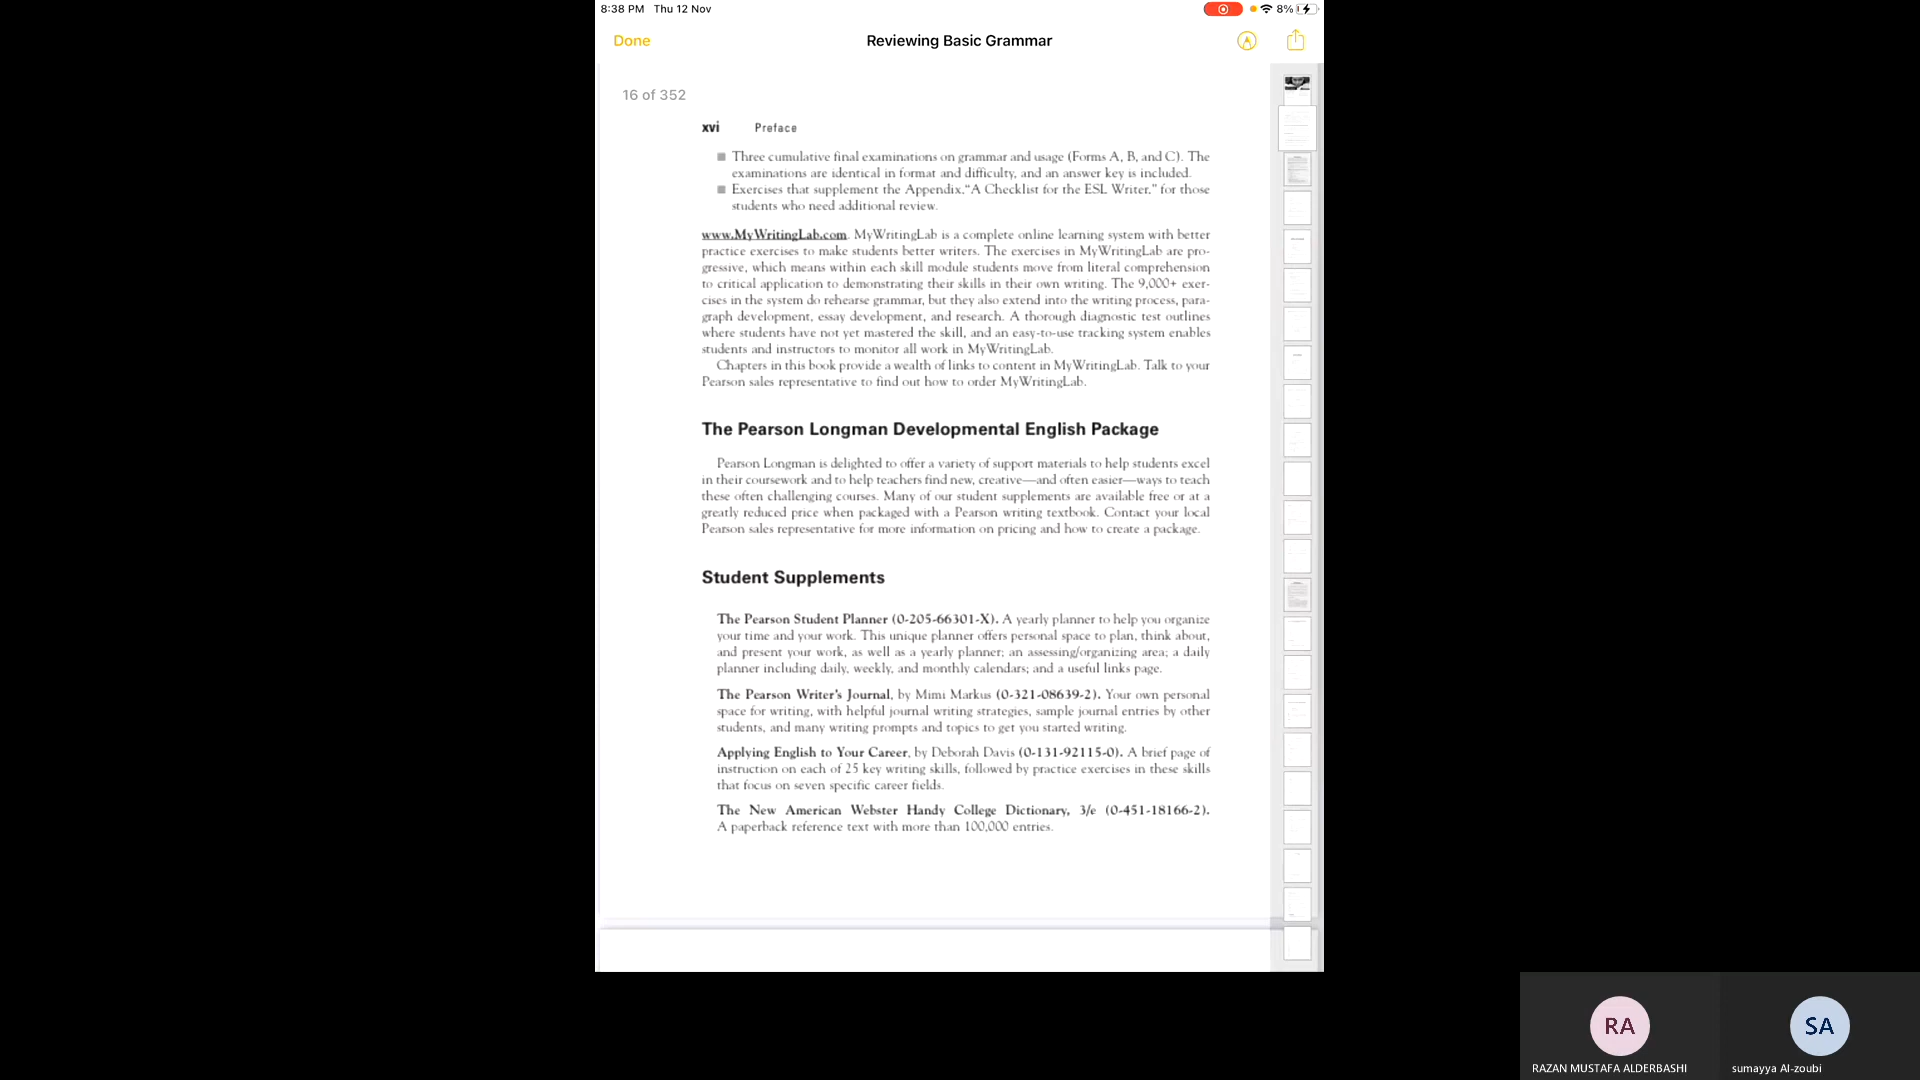 8:38 PM Thu 12 Nov
8%
Done
Reviewing Basic Grammar
16 of 352
xvi Preface
■ Three cumulative final examinations on grammar and usage (Forms A, B, and C). The
examinations are identical in format and difficulty, and an answer key is included.
■ Exercises that supplement the Appendix,“A Checklist for the ESL Writer,” for those
students who need additional review.
www.MyWritingLab.com. MyWritingLab is a complete online learning system with better
practice exercises to make students better writers. The exercises in MyWritingLab are pro-
gressive, which means within each skill module students move from literal comprehension
to critical application to demonstrating their skills in their own writing. The 9,000+ exer-
cises in the system do rehearse grammar, but they also extend into the writing process, para-
graph development, essay development, and research. A thorough diagnostic test outlines
where students have not yet mastered the skill, and an easy-to-use tracking system enables
students and instructors to monitor all work in MyWritingLab.
Chapters in this book provide a wealth of links to content in MyWritingLab. Talk to your
Pearson sales representative to find out how to order MyWritingLab.
The Pearson Longman Developmental English Package
Pearson Longman is delighted to offer a variety of support materials to help students excel
in their coursework and to help teachers find new, creative—and often easier—ways to teach
these often challenging courses. Many of our student supplements are available free or at a
greatly reduced price when packaged with a Pearson writing textbook. Contact your local
Pearson sales representative for more information on pricing and how to create a package.
Student Supplements
The Pearson Student Planner (0-205-66301-X). A yearly planner to help you organize
your time and your work. This unique planner offers personal space to plan, think about,
and present your work, as well as a yearly planner; an assessing/organizing area; a daily
planner including daily, weekly, and monthly calendars; and a useful links page.
The Pearson Writer’s Journal, by Mimi Markus (0-321-08639-2). Your own personal
space for writing, with helpful journal writing strategies, sample journal entries by other
students, and many writing prompts and topics to get you started writing.
Applying English to Your Career, by Deborah Davis (0-131-92115-0). A brief page of
instruction on each of 25 key writing skills, followed by practice exercises in these skills
that focus on seven specific career fields.
The New American Webster Handy College Dictionary, 3/e (0-451-18166-2).
A paperback reference text with more than 100,000 entries.
RA
SA
RAZAN MUSTAFA ALDERBASHI
sumayya Al-zoubi